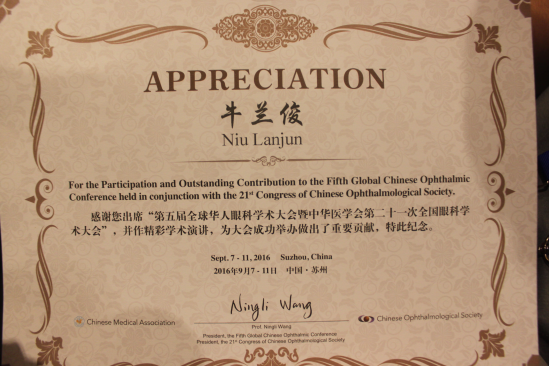 APPRECIATION
牛兰俊
Niu Lanjun
For the Participation and Outstanding Contribution to the Fifth Global Chinese Ophthalmic
Conference held in conjunction with the 21st Congress of Chinese Ophthalmological Society.
感谢您出席“第五届全球华人眼科学术大会暨中华医学会第二十一次全国眼科学
术大会”，并作精彩学术演讲，为大会成功举办做出了重要贡献，特此纪念。
Sept. 7 - 11, 2016 Suzhou, China
2016年9月7 - 11日 中国 · 苏州
Ningli Wang
Chinese Medical Association
Chinese Ophthalmological Society
Prof. Ningli Wang
President, the Fifth Global Chinese Ophthalmic Conference
President, the 21st Congress of Chinese Ophthalmological Society